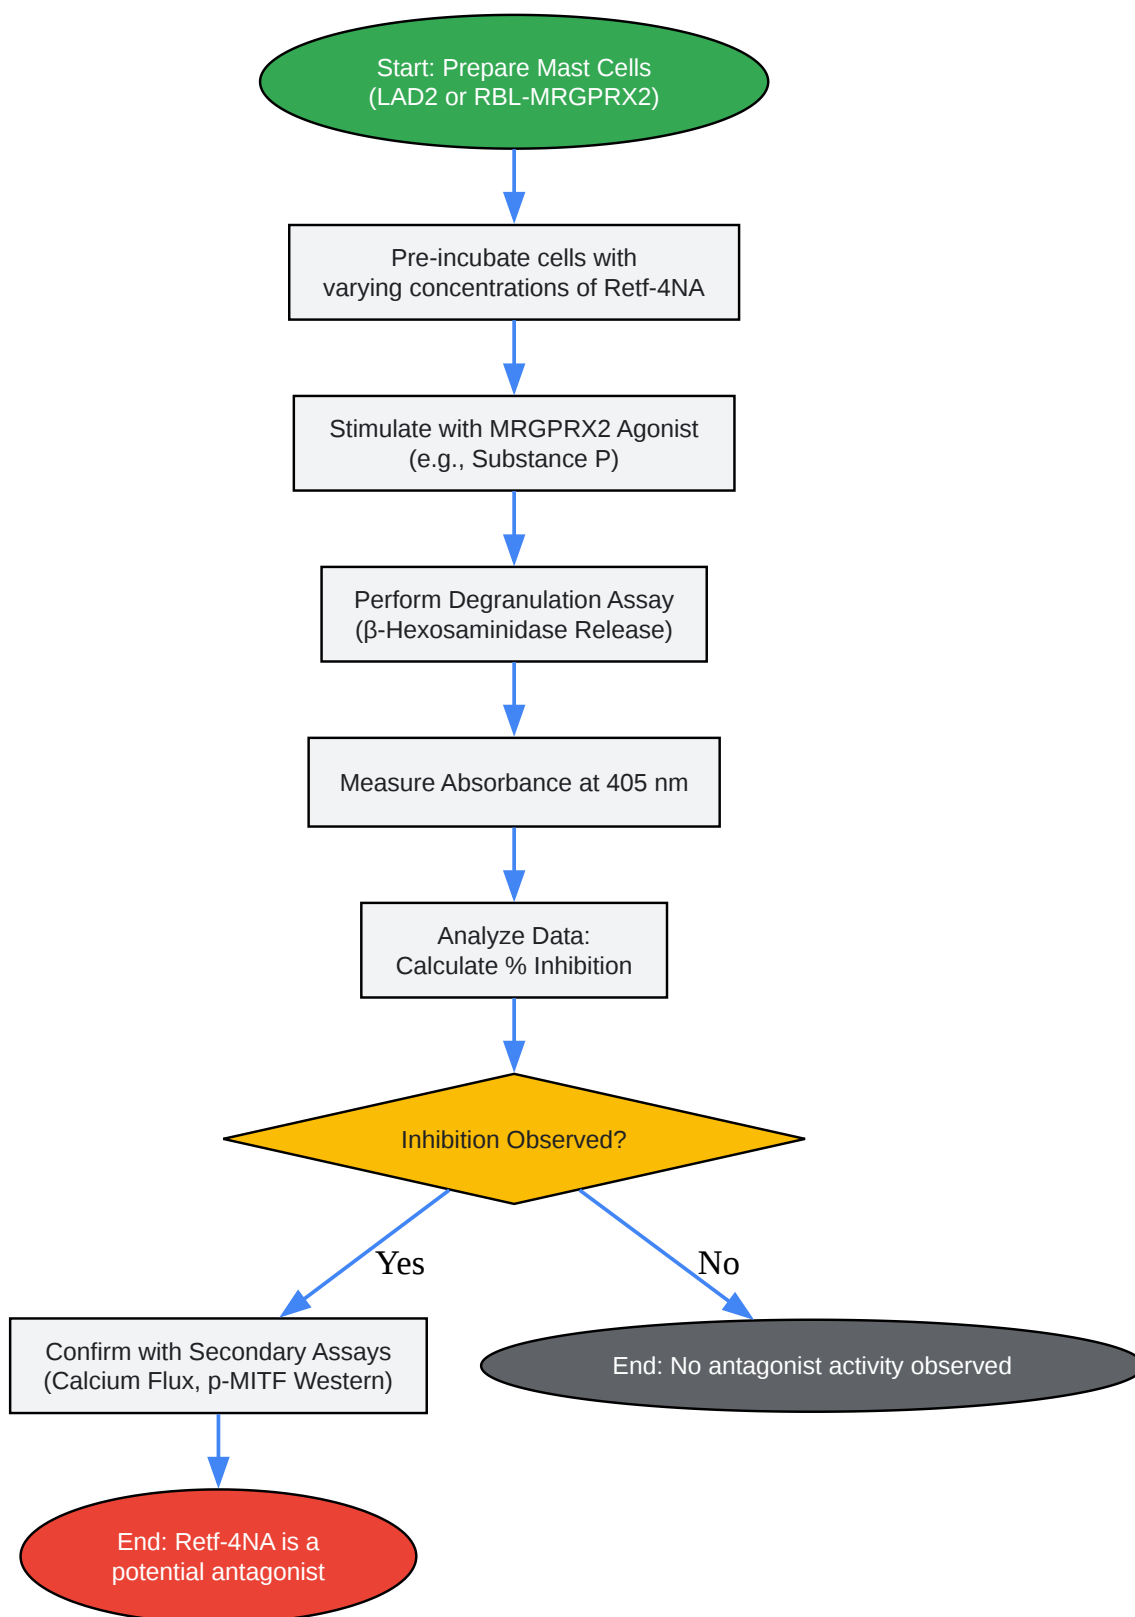 Start: Prepare Mast Cells
(LAD2 or RBL-MRGPRX2)
Pre-incubate cells with
varying concentrations of Retf-4NA
Stimulate with MRGPRX2 Agonist
(e.g., Substance P)
Perform Degranulation Assay
(β-Hexosaminidase Release)
Measure Absorbance at 405 nm
Analyze Data:
Calculate % Inhibition
Inhibition Observed?
Yes
No
Confirm with Secondary Assays
(Calcium Flux, p-MITF Western)
End: No antagonist activity observed
End: Retf-4NA is a
potential antagonist